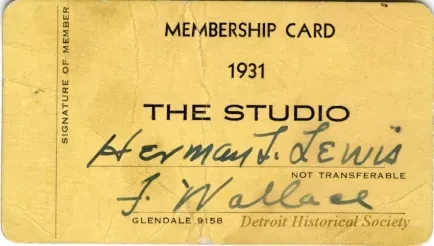 SIGNATURE OF MEMBER
MEMBERSHIP CARD
1931
THE STUDIO
Herman L. Lewis
NOT TRANSFERABLE
J. Wallace
GLENDALE 9158
Detroit Historical Society